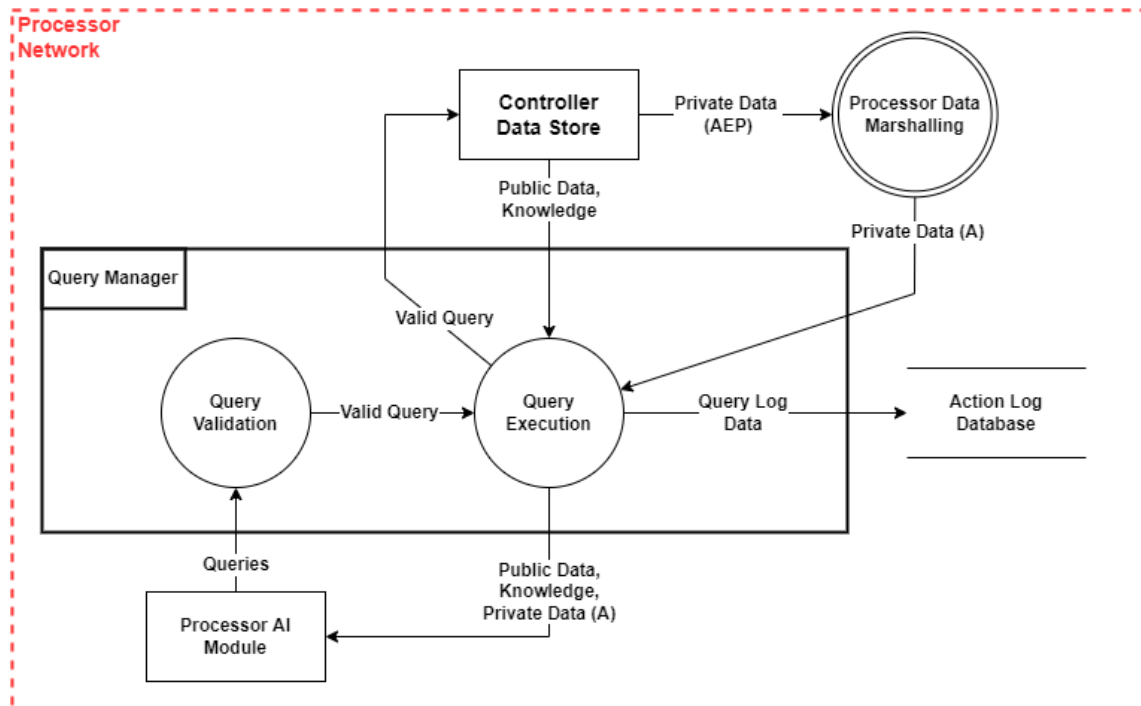 Processor
Network
Controller
Data Store
Private Data
(AEP)
Processor Data
Marshalling
Public Data,
Knowledge
Private Data (A)
Query Manager
Valid Query
Query
Validation
Valid Query
Query
Execution
Query Log
Data
Action Log
Database
Queries
Public Data,
Knowledge,
Private Data (A)
Processor AI
Module